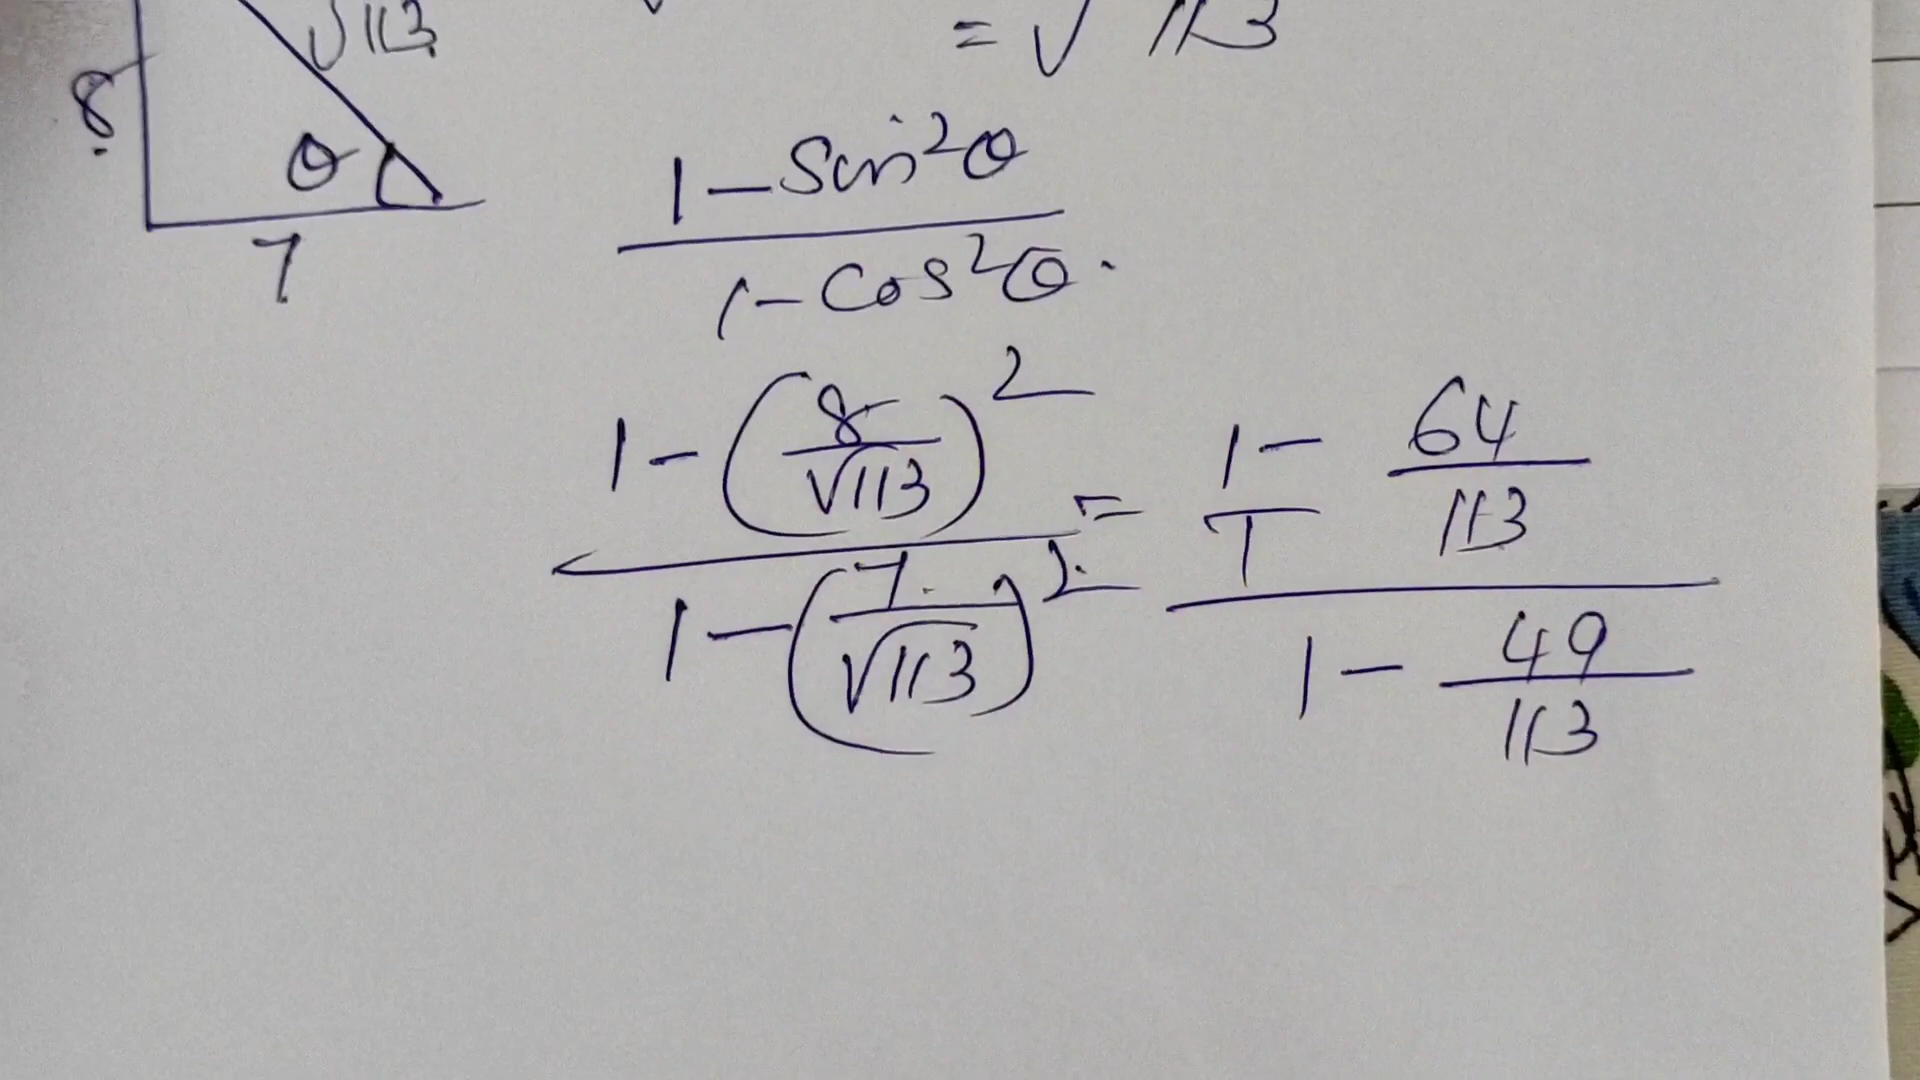 √113
= √113
8
θ
7
1 - Sin²θ
1 - Cos²θ.
1 - (8/√113)² = 1/1 - 64/113
1 - (7/√113)² 1 - 49/113